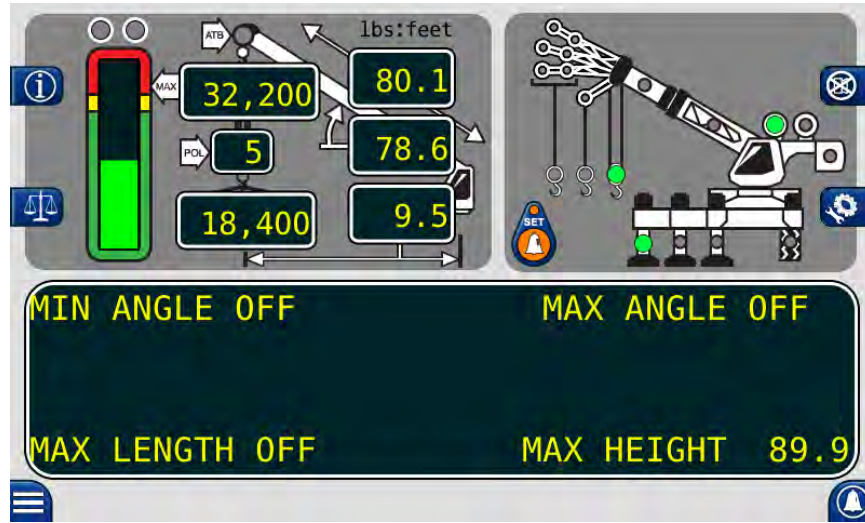 ATB
lbs:feet
MAX
32,200
80.1
POL
5
78.6
18,400
9.5
SET
MIN ANGLE OFF
MAX ANGLE OFF
MAX LENGTH OFF
MAX HEIGHT 89.9